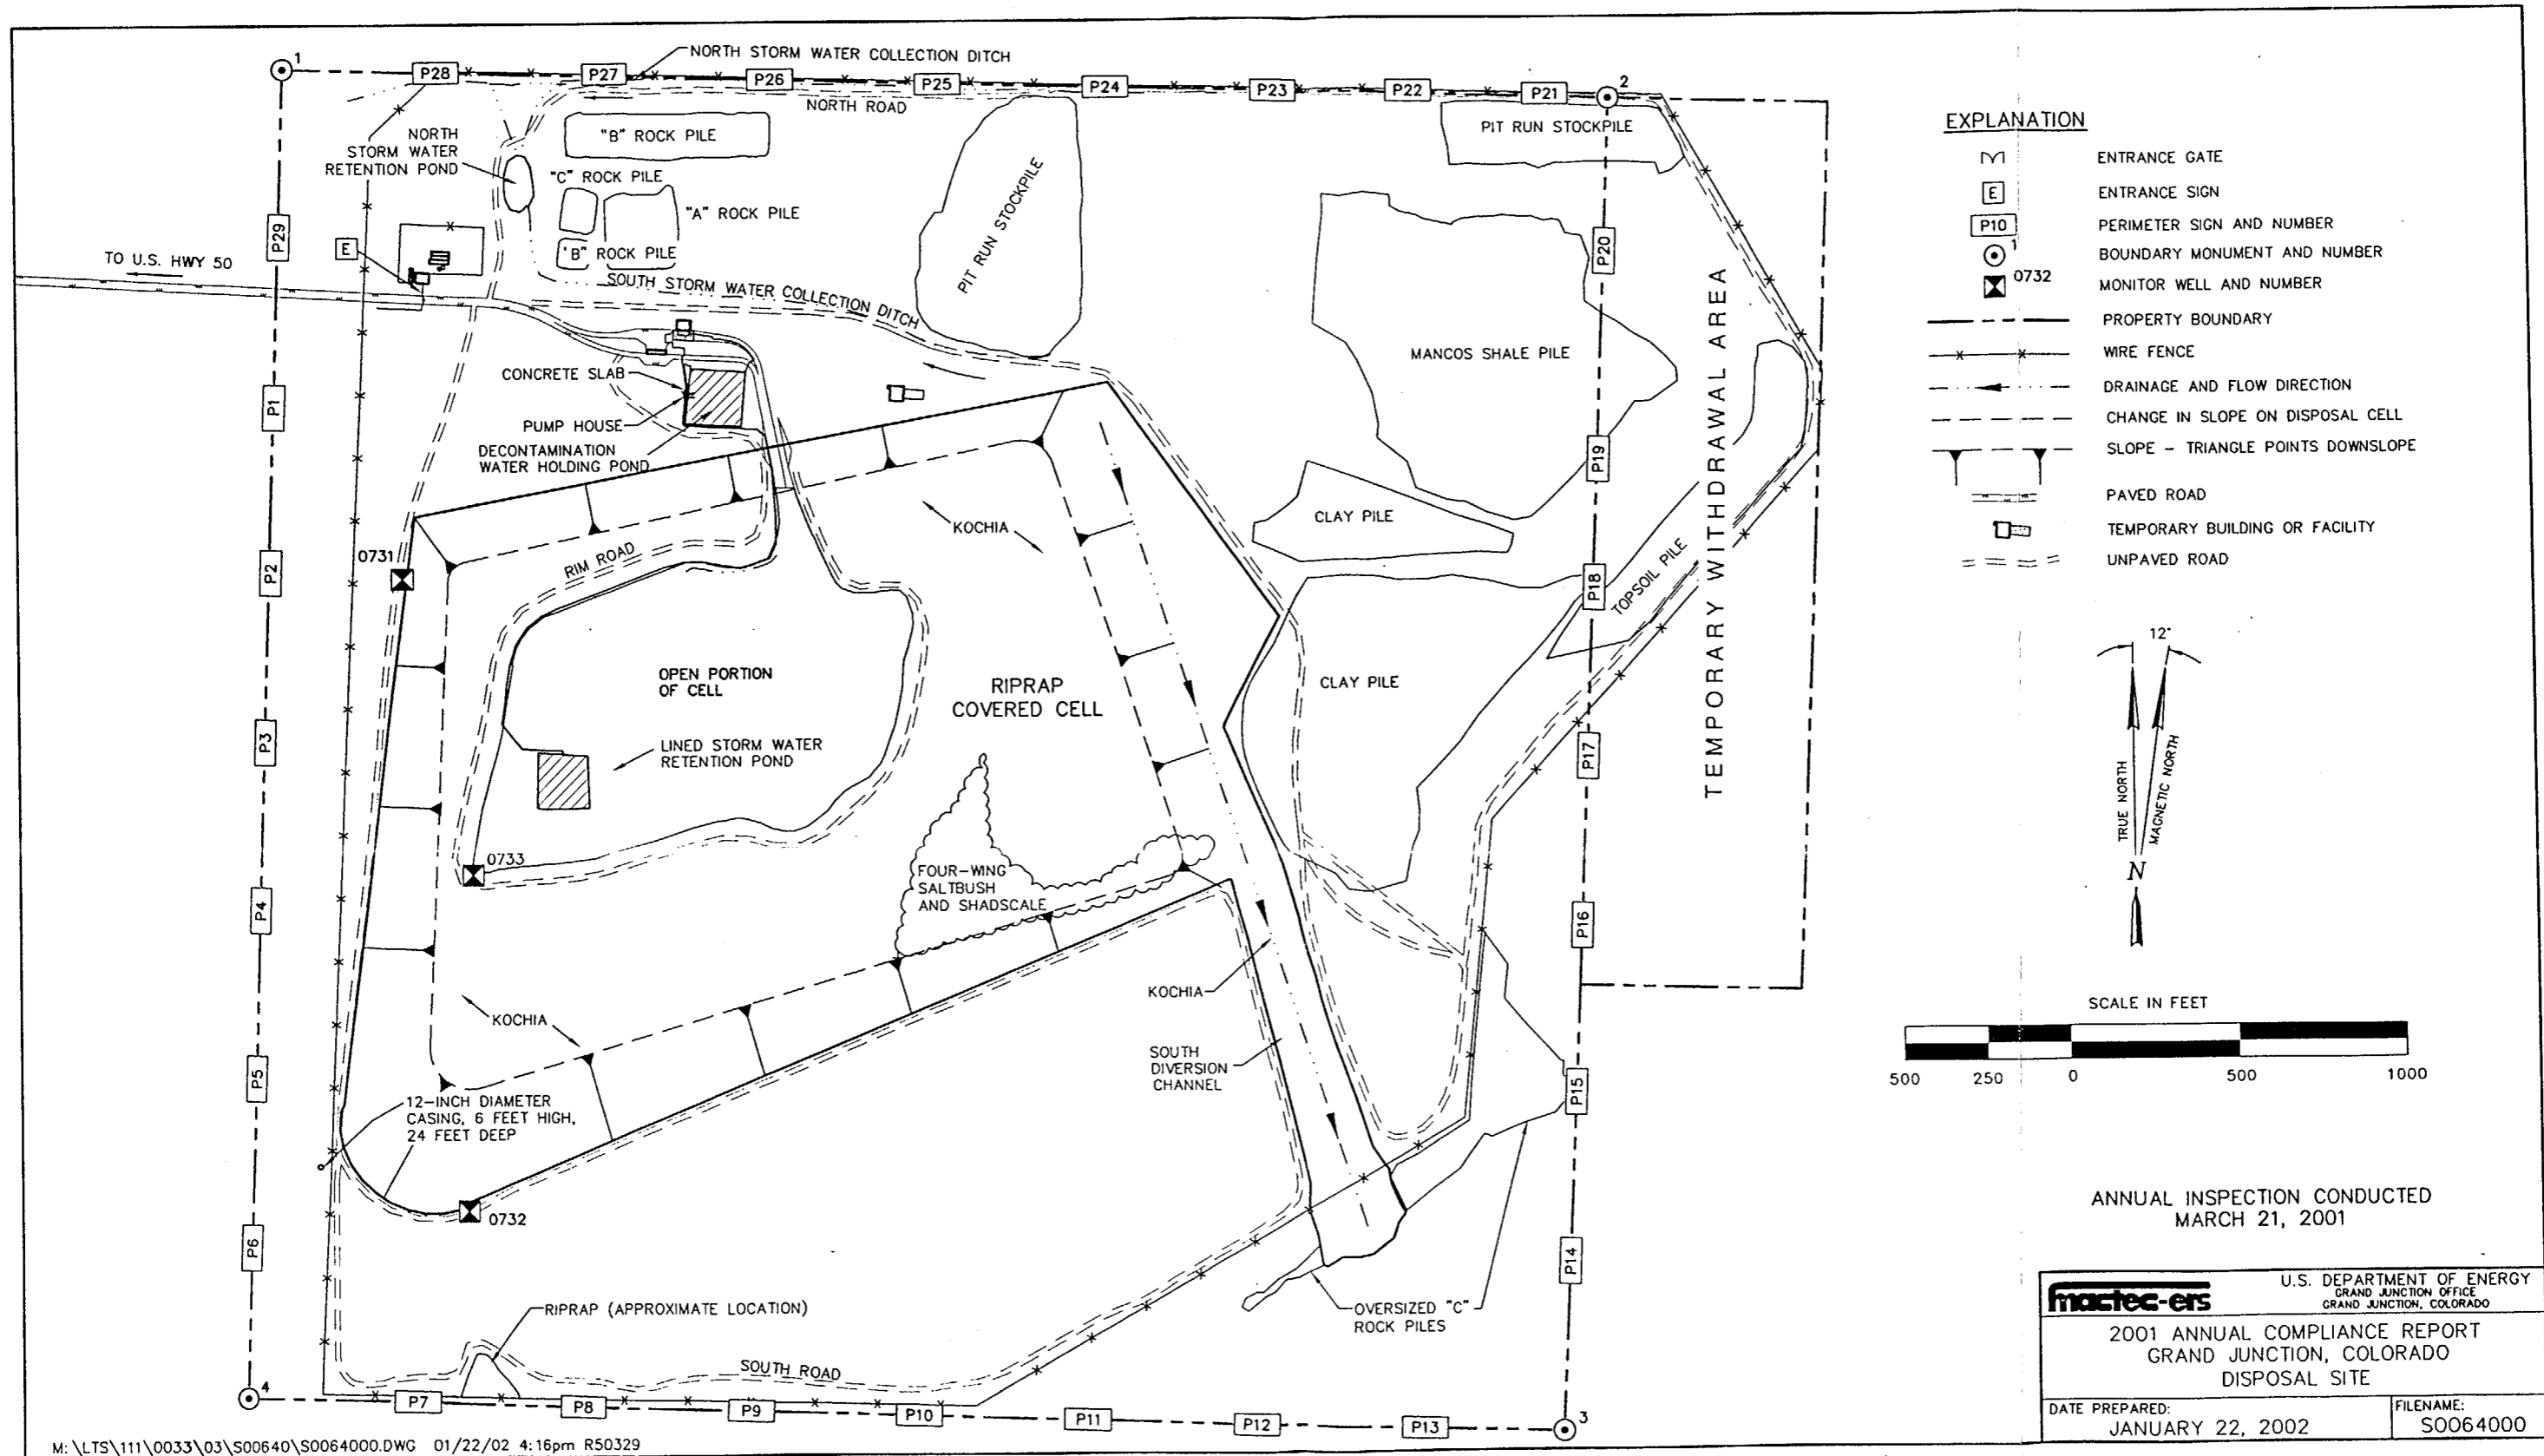 NORTH STORM WATER COLLECTION DITCH
1
P28
P27
P26
P25
P24
P23
P22
P21
2
NORTH ROAD
NORTH
STORM WATER
RETENTION POND
"B" ROCK PILE
"C" ROCK PILE
"A" ROCK PILE
"B" ROCK PILE
PIT RUN STOCKPILE
PIT RUN STOCKPILE
P29
E
TO U.S. HWY 50
SOUTH STORM WATER COLLECTION DITCH
P20
MANCOS SHALE PILE
TEMPORARY WITHDRAWAL AREA
CONCRETE SLAB
PUMP HOUSE
DECONTAMINATION
WATER HOLDING POND
P1
P19
KOCHIA
CLAY PILE
0731
RIM ROAD
P2
P18
TOPSOIL PILE
OPEN PORTION
OF CELL
RIPRAP
COVERED CELL
CLAY PILE
P3
LINED STORM WATER
RETENTION POND
P17
0733
FOUR-WING
SALTBUSH
AND SHADSCALE
P4
P16
KOCHIA
KOCHIA
P5
SOUTH
DIVERSION
CHANNEL
P15
12-INCH DIAMETER
CASING, 6 FEET HIGH,
24 FEET DEEP
0732
P6
P14
RIPRAP (APPROXIMATE LOCATION)
OVERSIZED "C"
ROCK PILES
SOUTH ROAD
4
P7
P8
P9
P10
P11
P12
P13
3
M:\LTS\111\0033\03\S00640\S0064000.DWG 01/22/02 4:16pm R50329
EXPLANATION
ENTRANCE GATE
E ENTRANCE SIGN
P10 PERIMETER SIGN AND NUMBER
1 BOUNDARY MONUMENT AND NUMBER
0732 MONITOR WELL AND NUMBER
PROPERTY BOUNDARY
WIRE FENCE
DRAINAGE AND FLOW DIRECTION
CHANGE IN SLOPE ON DISPOSAL CELL
SLOPE - TRIANGLE POINTS DOWNSLOPE
PAVED ROAD
TEMPORARY BUILDING OR FACILITY
UNPAVED ROAD
12°
TRUE NORTH
MAGNETIC NORTH
N
SCALE IN FEET
500 250 0 500 1000
ANNUAL INSPECTION CONDUCTED
MARCH 21, 2001
mactec-ers
U.S. DEPARTMENT OF ENERGY
GRAND JUNCTION OFFICE
GRAND JUNCTION, COLORADO
2001 ANNUAL COMPLIANCE REPORT
GRAND JUNCTION, COLORADO
DISPOSAL SITE
DATE PREPARED:
JANUARY 22, 2002
FILENAME:
S0064000